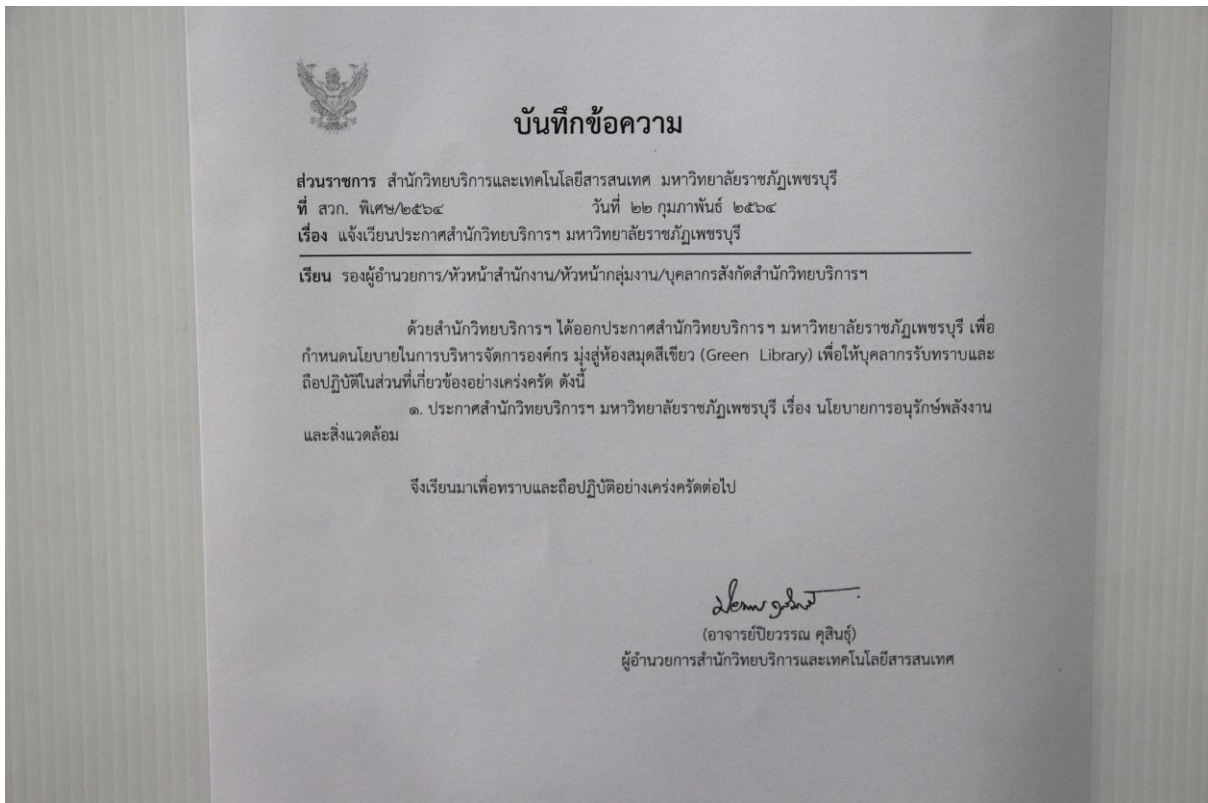 บันทึกข้อความ
ส่วนราชการ สำนักวิทยบริการและเทคโนโลยีสารสนเทศ มหาวิทยาลัยราชภัฏเพชรบุรี
ที่ สวก. พิเศษ/๒๕๖๔ วันที่ ๒๒ กุมภาพันธ์ ๒๕๖๔
เรื่อง แจ้งเวียนประกาศสำนักวิทยบริการฯ มหาวิทยาลัยราชภัฏเพชรบุรี
เรียน รองผู้อำนวยการ/หัวหน้าสำนักงาน/หัวหน้ากลุ่มงาน/บุคลากรสังกัดสำนักวิทยบริการฯ
ด้วยสำนักวิทยบริการฯ ได้ออกประกาศสำนักวิทยบริการฯ มหาวิทยาลัยราชภัฏเพชรบุรี เพื่อ
กำหนดนโยบายในการบริหารจัดการองค์กร มุ่งสู่ห้องสมุดสีเขียว (Green Library) เพื่อให้บุคลากรรับทราบและ
ถือปฏิบัติในส่วนที่เกี่ยวข้องอย่างเคร่งครัด ดังนี้
๑. ประกาศสำนักวิทยบริการฯ มหาวิทยาลัยราชภัฏเพชรบุรี เรื่อง นโยบายการอนุรักษ์พลังงาน
และสิ่งแวดล้อม
จึงเรียนมาเพื่อทราบและถือปฏิบัติอย่างเคร่งครัดต่อไป
(อาจารย์ปิยวรรณ คุสินธุ์)
ผู้อำนวยการสำนักวิทยบริการและเทคโนโลยีสารสนเทศ